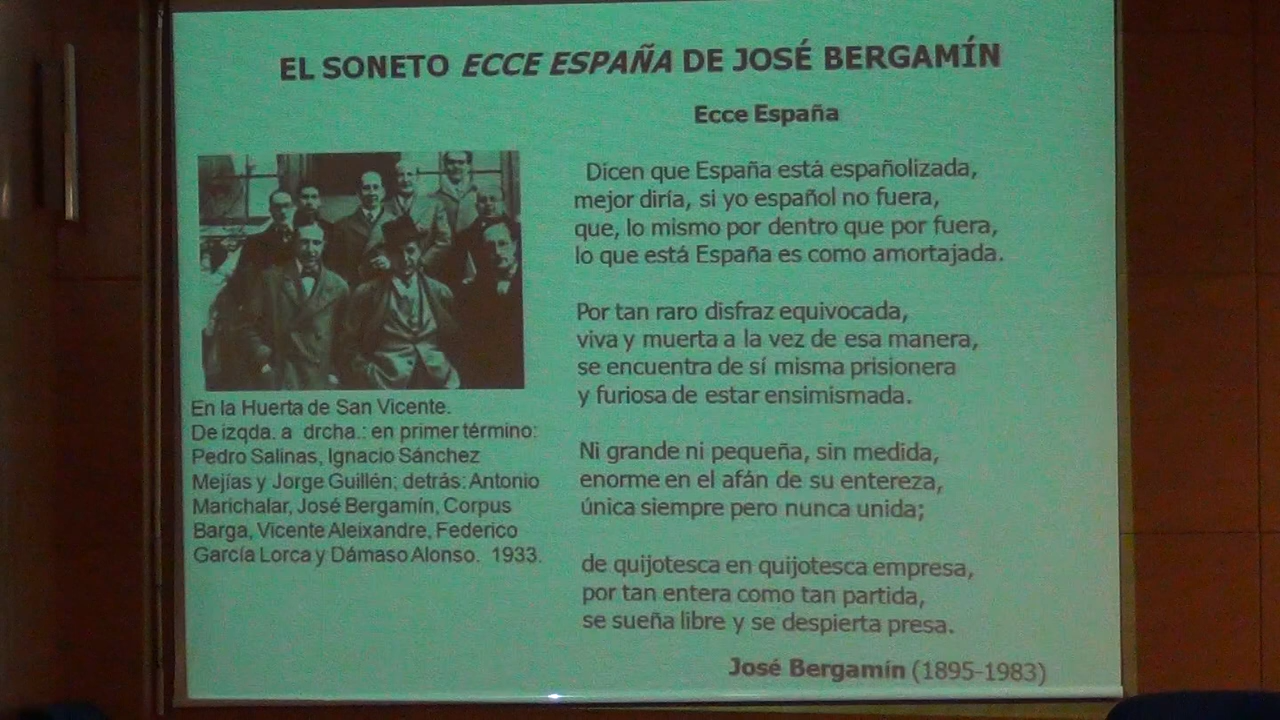 EL SONETO ECCE ESPAÑA DE JOSÉ BERGAMÍN
Ecce España
Dicen que España está españolizada,
mejor diría, si yo español no fuera,
que, lo mismo por dentro que por fuera,
lo que está España es como amortajada.
Por tan raro disfraz equivocada,
viva y muerta a la vez de esa manera,
se encuentra de sí misma prisionera
y furiosa de estar ensimismada.
Ni grande ni pequeña, sin medida,
enorme en el afán de su entereza,
única siempre pero nunca unida;
de quijotesca en quijotesca empresa,
por tan entera como tan partida,
se sueña libre y se despierta presa.
José Bergamín (1895-1983)
En la Huerta de San Vicente.
De izqda. a drcha.: en primer término:
Pedro Salinas, Ignacio Sánchez
Mejías y Jorge Guillén; detrás: Antonio
Marichalar, José Bergamín, Corpus
Barga, Vicente Aleixandre, Federico
García Lorca y Dámaso Alonso. 1933.